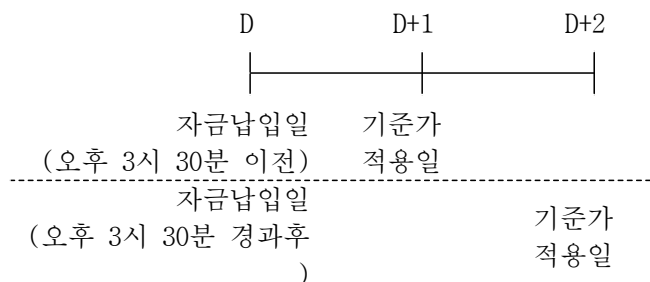 D D+1 D+2
자금납입일 기준가
(오후 3시 30분 이전) 적용일
자금납입일
(오후 3시 30분 경과후
)
기준가
적용일